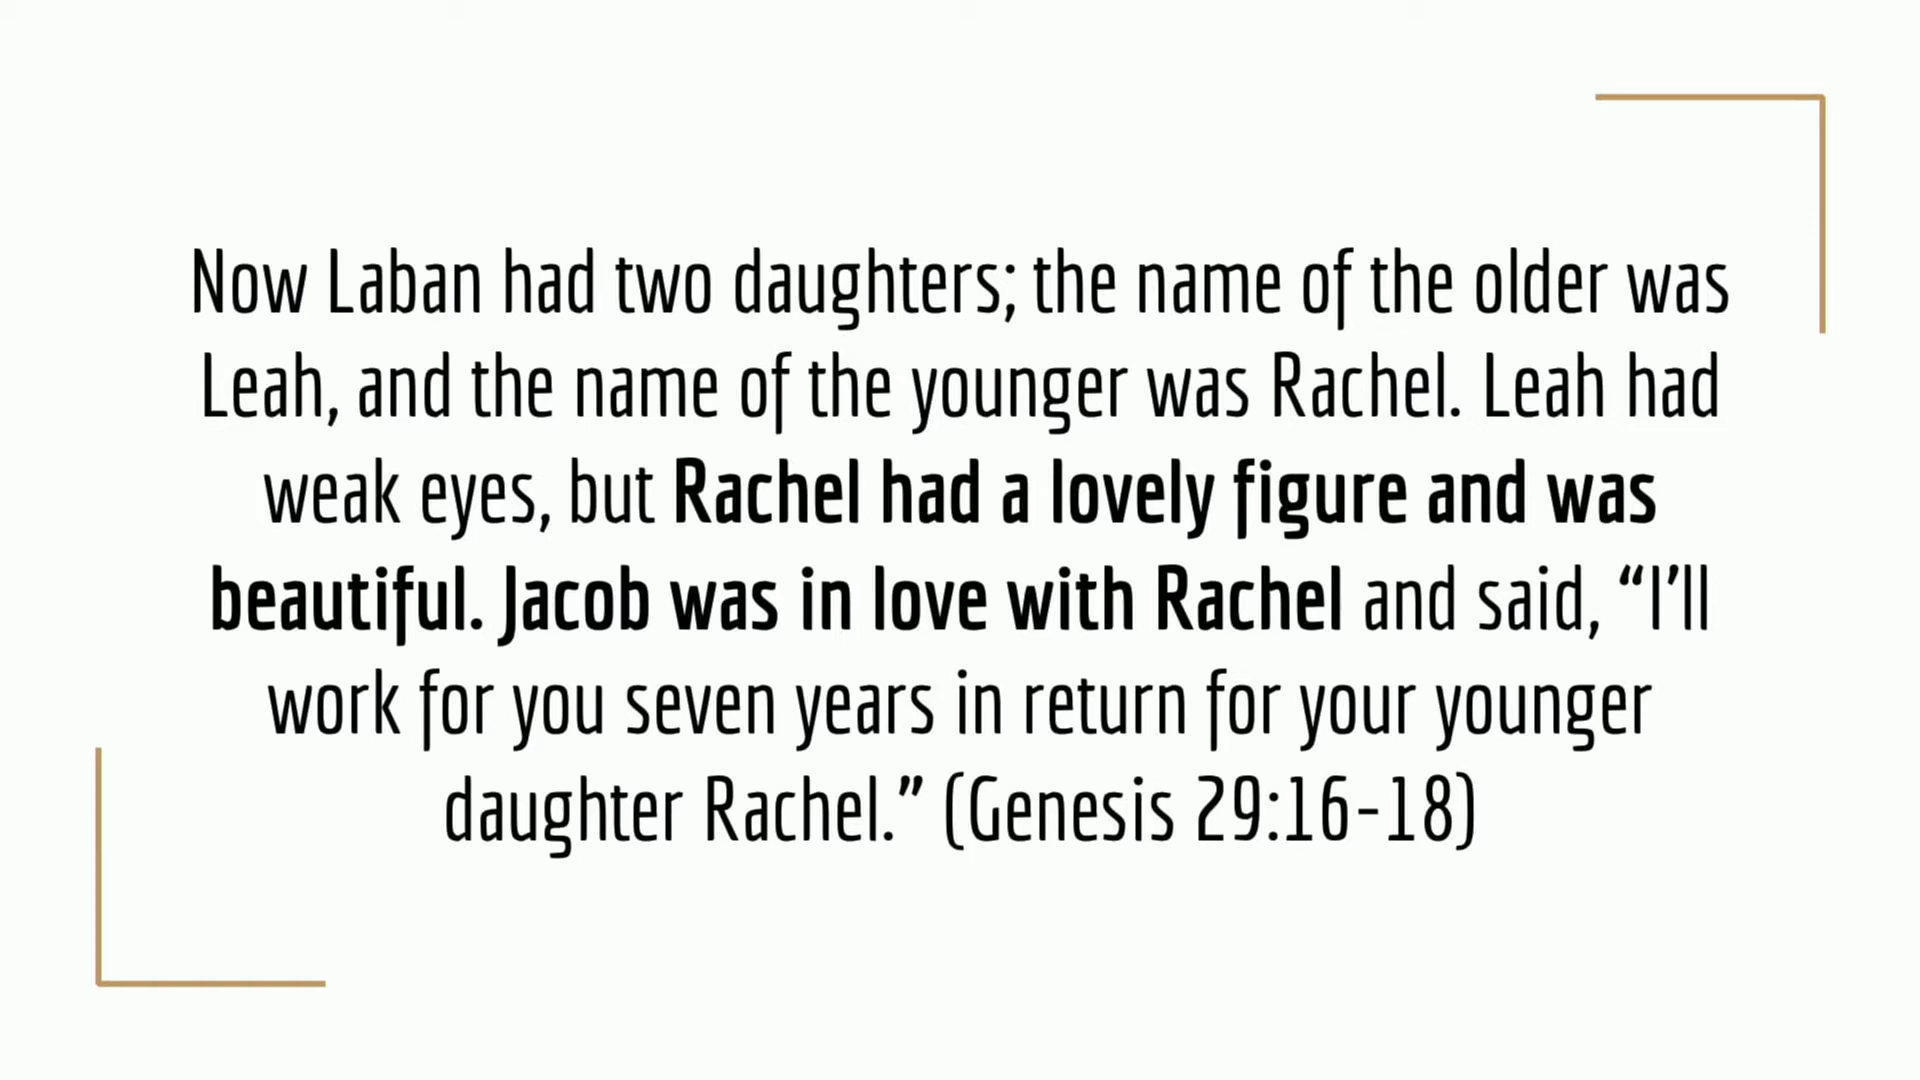 Now Laban had two daughters; the name of the older was
Leah, and the name of the younger was Rachel. Leah had
weak eyes, but Rachel had a lovely figure and was
beautiful. Jacob was in love with Rachel and said, “I’ll
work for you seven years in return for your younger
daughter Rachel.” (Genesis 29:16-18)